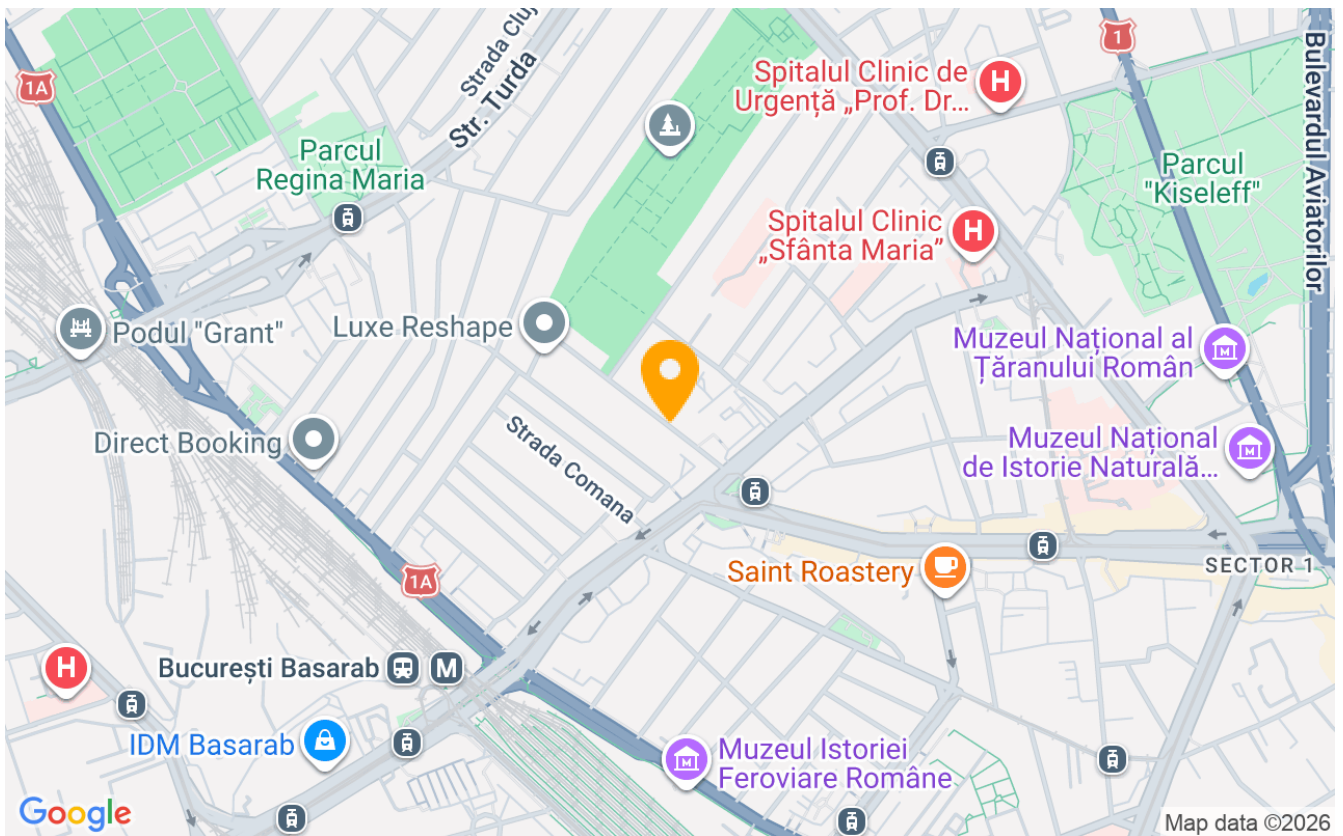 Strada Cluj
Str. Turda
1A
1
Bulevardul Aviatorilor
Spitalul Clinic de
Urgență „Prof. Dr...
H
Parcul
Regina Maria
Parcul
"Kiseleff"
Spitalul Clinic
„Sfânta Maria”
H
Podul "Grant"
Luxe Reshape
Muzeul Național al
Țăranului Român
M
Direct Booking
Strada Comana
Muzeul Național
de Istorie Naturală...
M
Saint Roastery
SECTOR 1
1A
H
București Basarab
M
IDM Basarab
Muzeul Istoriei
Feroviare Române
M
Google
Map data ©2026